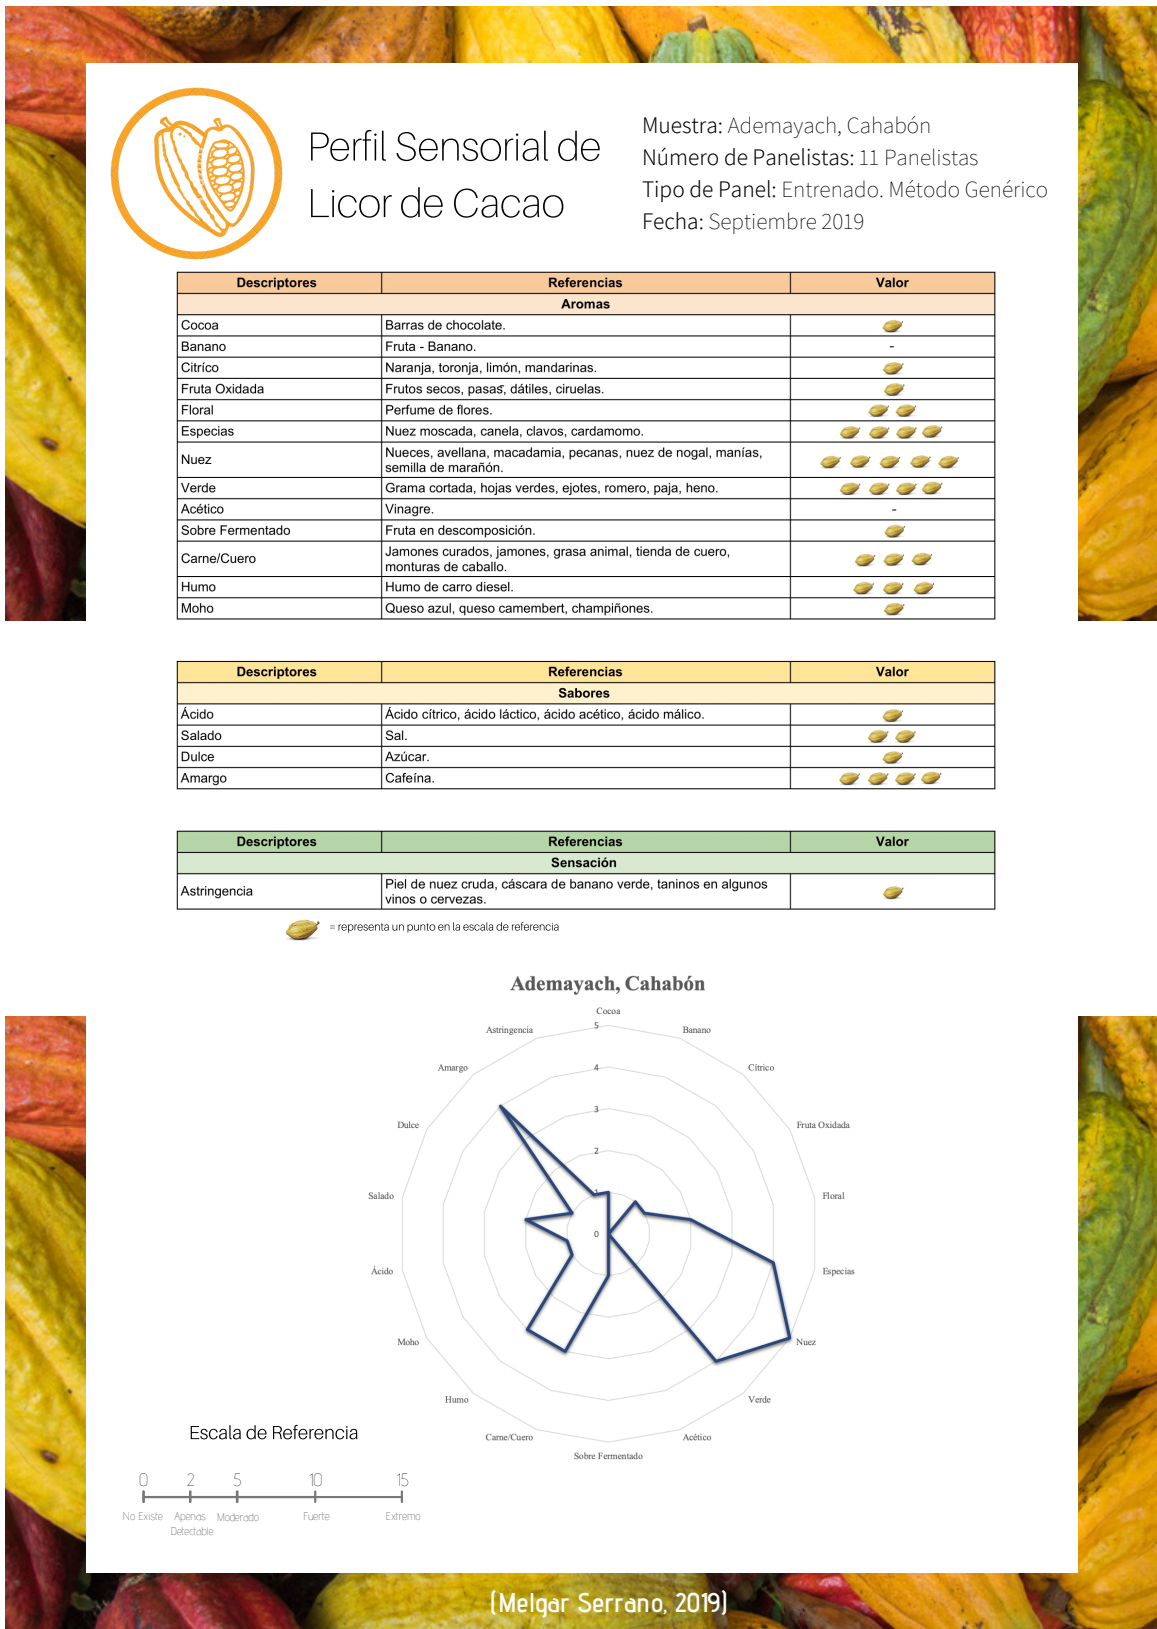 Perfil Sensorial de
Licor de Cacao
Muestra: Ademayach, Cahabón
Número de Panelistas: 11 Panelistas
Tipo de Panel: Entrenado. Método Genérico
Fecha: Septiembre 2019
Descriptores Referencias Valor
Aromas
Cocoa Barras de chocolate.
Banano Fruta - Banano. -
Citríco Naranja, toronja, limón, mandarinas.
Fruta Oxidada Frutos secos, pasas, dátiles, ciruelas.
Floral Perfume de flores.
Especias Nuez moscada, canela, clavos, cardamomo.
Nuez Nueces, avellana, macadamia, pecanas, nuez de nogal, manías,
semilla de marañón.
Verde Grama cortada, hojas verdes, ejotes, romero, paja, heno.
Acético Vinagre. -
Sobre Fermentado Fruta en descomposición.
Carne/Cuero Jamones curados, jamones, grasa animal, tienda de cuero,
monturas de caballo.
Humo Humo de carro diesel.
Moho Queso azul, queso camembert, champiñones.
Descriptores Referencias Valor
Sabores
Ácido Ácido cítrico, ácido láctico, ácido acético, ácido málico.
Salado Sal.
Dulce Azúcar.
Amargo Cafeína.
Descriptores Referencias Valor
Sensación
Astringencia Piel de nuez cruda, cáscara de banano verde, taninos en algunos
vinos o cervezas.
= representa un punto en la escala de referencia
Ademayach, Cahabón
Cocoa
Astringencia 5 Banano
Amargo 4 Cítrico
3
Dulce Fruta Oxidada
2
Salado 1 Floral
0
Ácido Especias
Moho Nuez
Humo Verde
Carne/Cuero Acético
Sobre Fermentado
Escala de Referencia
0 2 5 10 15
No Existe Apenas Moderado Fuerte Extremo
Detectable
(Melgar Serrano, 2019)